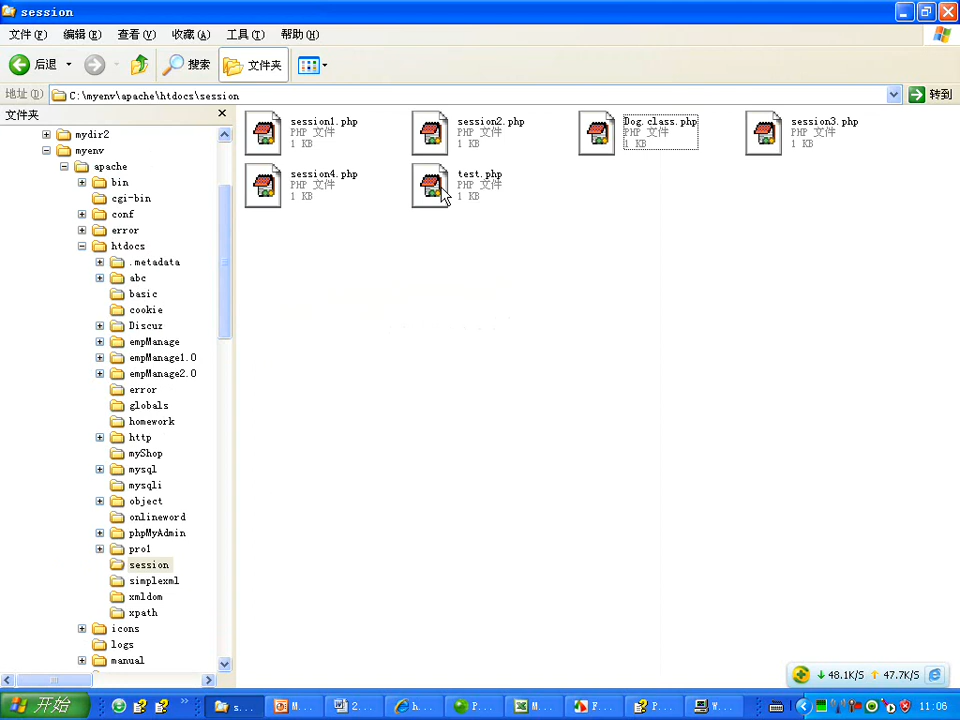 session
文件(F) 编辑(E) 查看(V) 收藏(A) 工具(T) 帮助(H)
后退 搜索 文件夹
地址(D) C:\myenv\apache\htdocs\session 转到
文件夹
mydir2
myenv
apache
bin
cgi-bin
conf
error
htdocs
.metadata
abc
basic
cookie
Discuz
empManage
empManage1.0
empManage2.0
error
globals
homework
http
myShop
mysql
mysqli
object
onlineword
phpMyAdmin
pro1
session
simplexml
xmldom
xpath
icons
logs
manual
session1.php
PHP 文件
1 KB
session2.php
PHP 文件
1 KB
Dog.class.php
PHP 文件
1 KB
session3.php
PHP 文件
1 KB
session4.php
PHP 文件
1 KB
test.php
PHP 文件
1 KB
↓ 48.1K/S ↑ 47.7K/S
开始 s... M... 2... h... P... M... F... P... W... 11:06